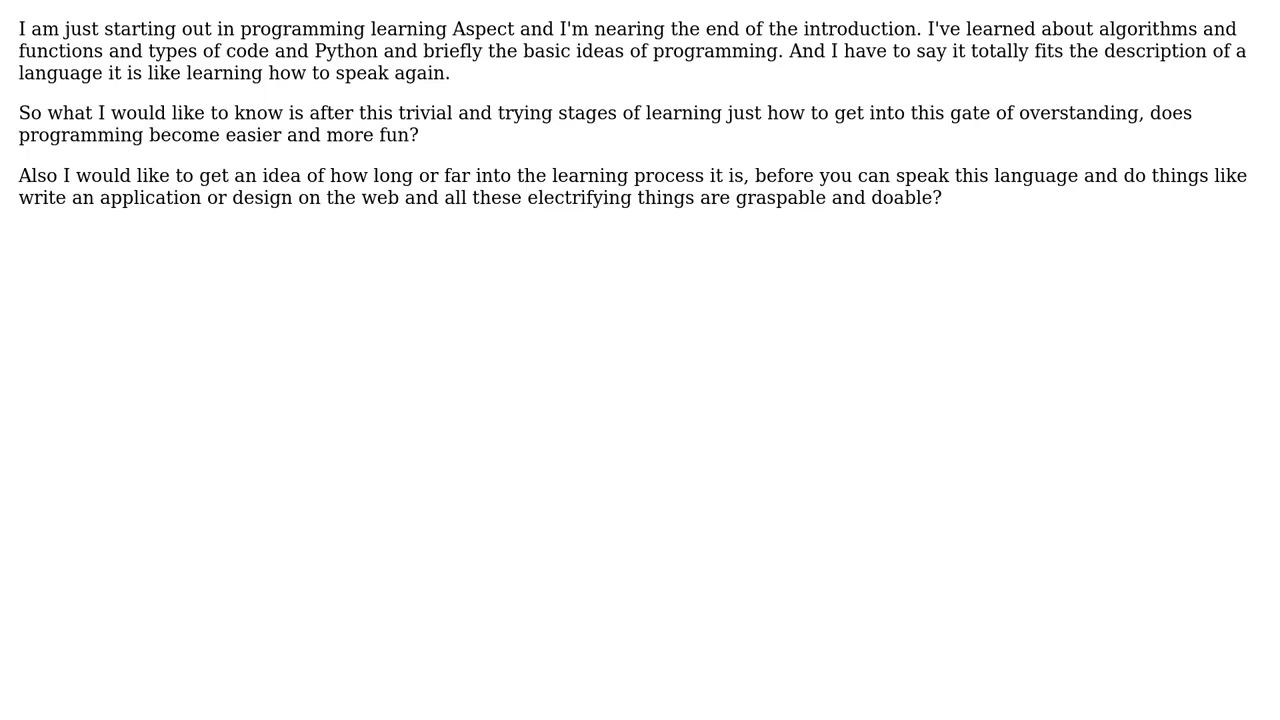 I am just starting out in programming learning Aspect and I'm nearing the end of the introduction. I've learned about algorithms and
functions and types of code and Python and briefly the basic ideas of programming. And I have to say it totally fits the description of a
language it is like learning how to speak again.
So what I would like to know is after this trivial and trying stages of learning just how to get into this gate of overstanding, does
programming become easier and more fun?
Also I would like to get an idea of how long or far into the learning process it is, before you can speak this language and do things like
write an application or design on the web and all these electrifying things are graspable and doable?